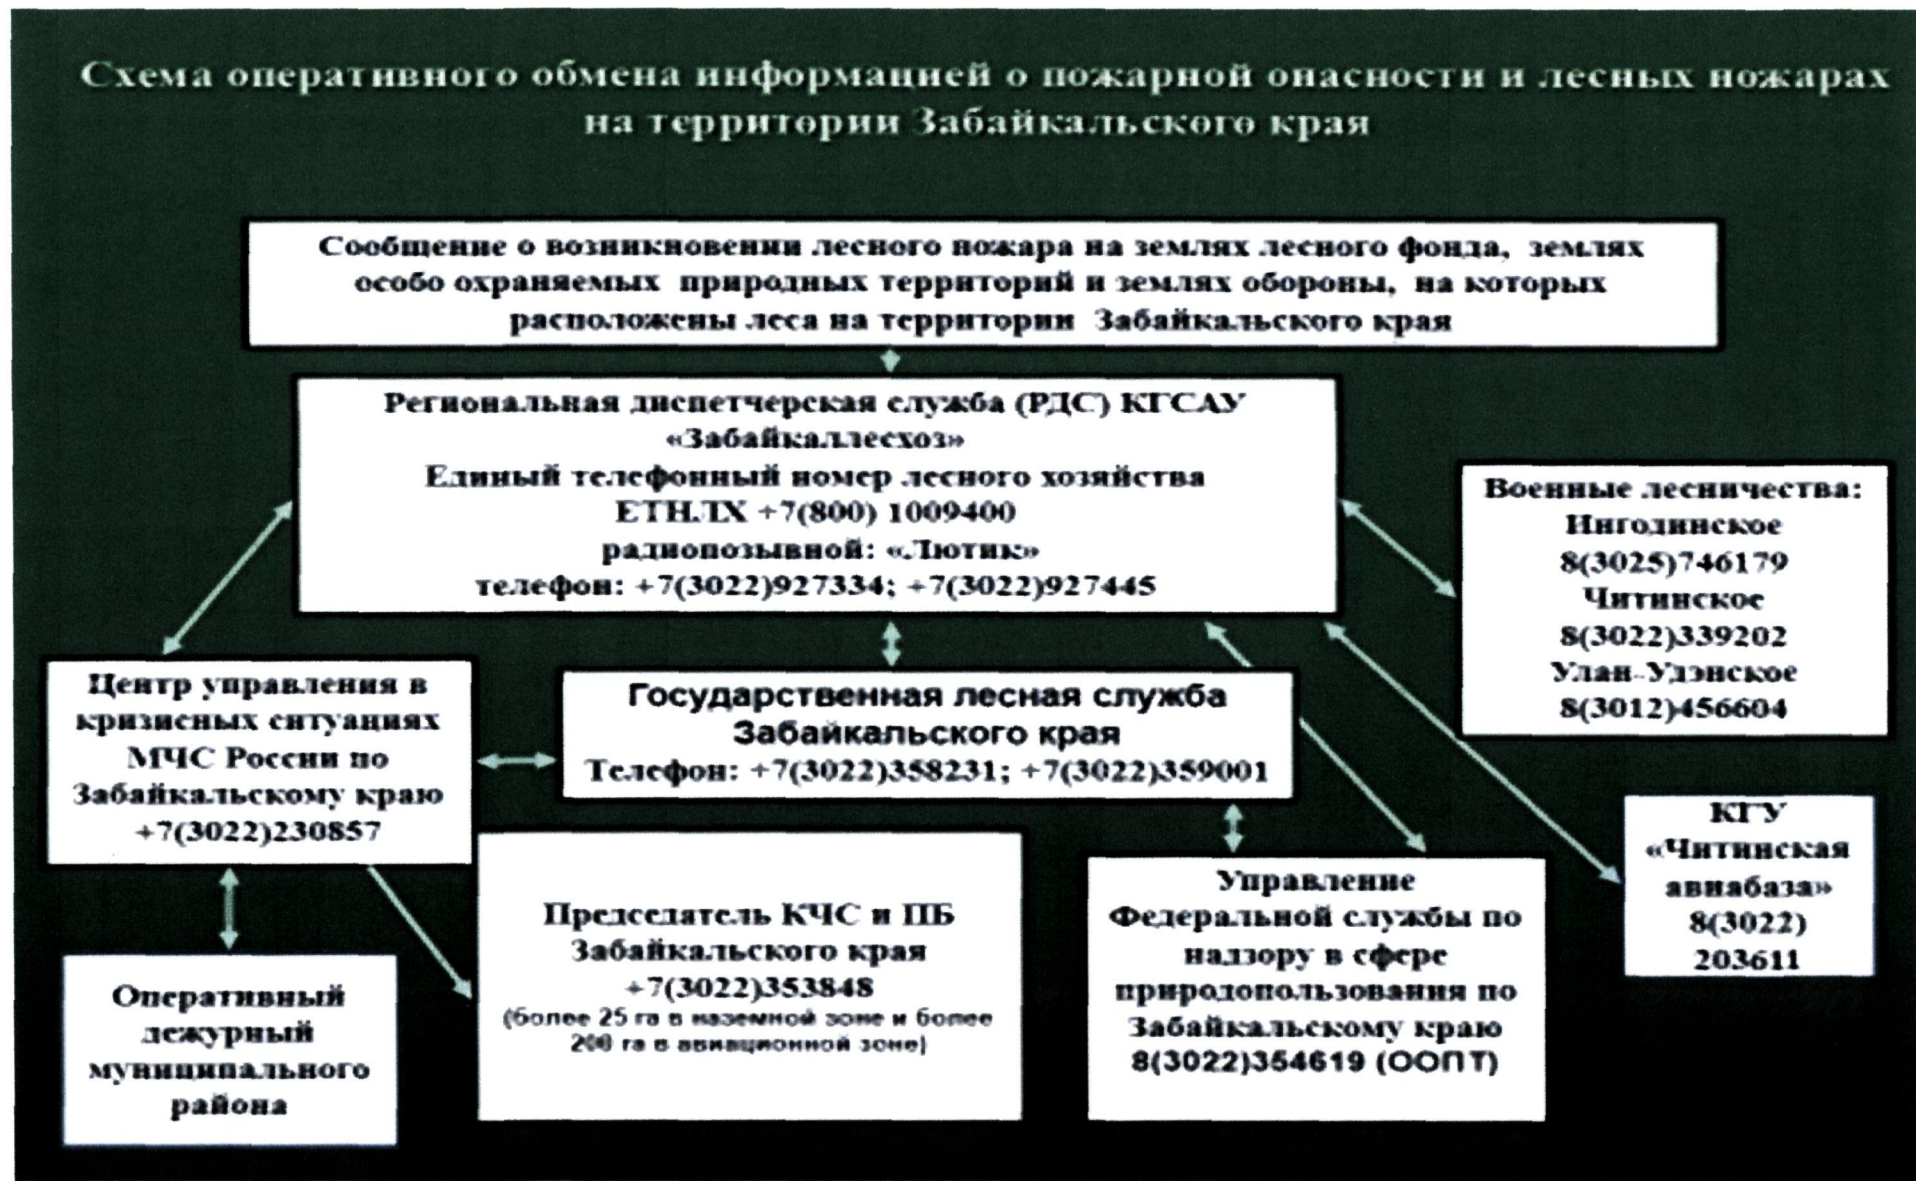 Схема оперативного обмена информацией о пожарной опасности и лесных пожарах
на территории Забайкальского края
Сообщение о возникновении лесного пожара на землях лесного фонда, землях
особо охраняемых природных территорий и землях обороны, на которых
расположены леса на территории Забайкальского края
Региональная диспетчерская служба (РДС) КГСАУ
«Забайкаллесхоз»
Единый телефонный номер лесного хозяйства
ЕТНЛХ +7(800) 1009400
радиопозывной: «Лютик»
телефон: +7(3022)927334; +7(3022)927445
Военные лесничества:
Ингодинское
8(3025)746179
Читинское
8(3022)339202
Улан-Удэнское
8(3012)456604
Центр управления в
кризисных ситуациях
МЧС России по
Забайкальскому краю
+7(3022)230857
Государственная лесная служба
Забайкальского края
Телефон: +7(3022)358231; +7(3022)359001
КГУ
«Читинская
авиабаза»
8(3022)
203611
Председатель КЧС и ПБ
Забайкальского края
+7(3022)353848
(более 25 га в наземной зоне и более
200 га в авиационной зоне)
Управление
Федеральной службы по
надзору в сфере
природопользования по
Забайкальскому краю
8(3022)354619 (ООПТ)
Оперативный
дежурный
муниципального
района